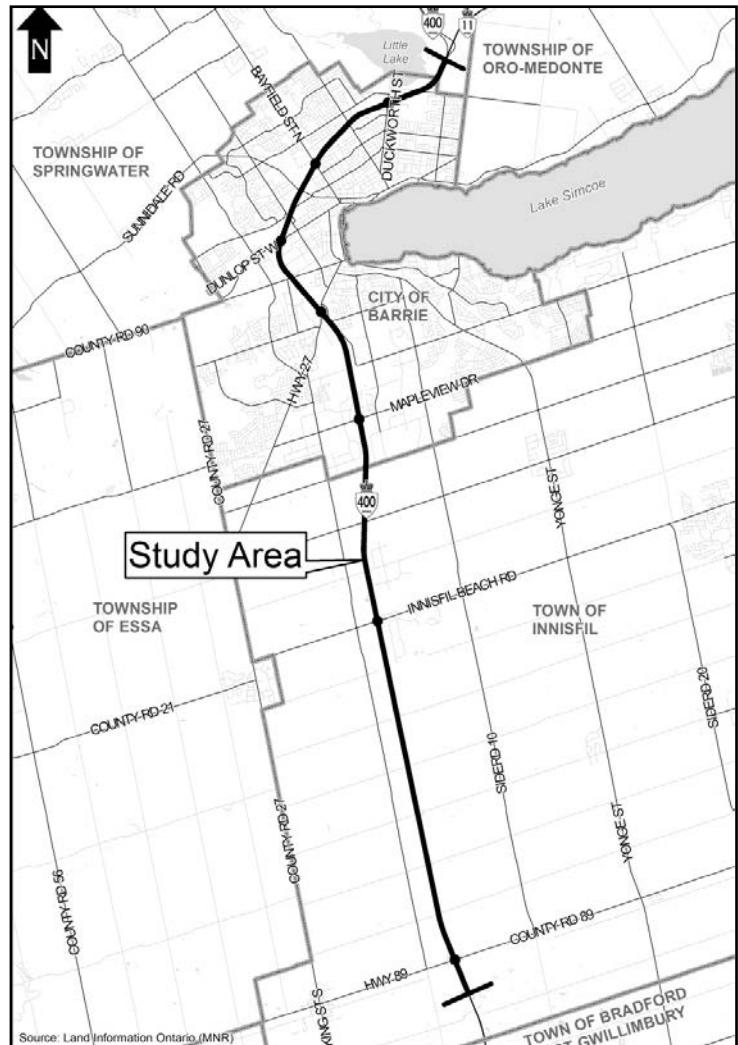 N
400
11
Little
Lake
TOWNSHIP OF
ORO-MEDONTE
BAYFIELD ST N
DUCKWORTH ST
TOWNSHIP OF
SPRINGWATER
SUNNIDALE RD
Lake Simcoe
DUNLOP ST W
CITY OF
BARRIE
COUNTY RD 90
HWY 27
MAPLEVIEW DR
COUNTY RD 27
400
YONGE ST
Study Area
INNISFIL BEACH RD
TOWNSHIP
OF ESSA
TOWN OF
INNISFIL
COUNTY RD 21
SIDERD 20
SIDERD 10
COUNTY RD 27
YONGE ST
COUNTY RD 56
COUNTY RD 89
HWY 89
KING ST S
TOWN OF BRADFORD
ST GWILLIMBURY
Source: Land Information Ontario (MNR)